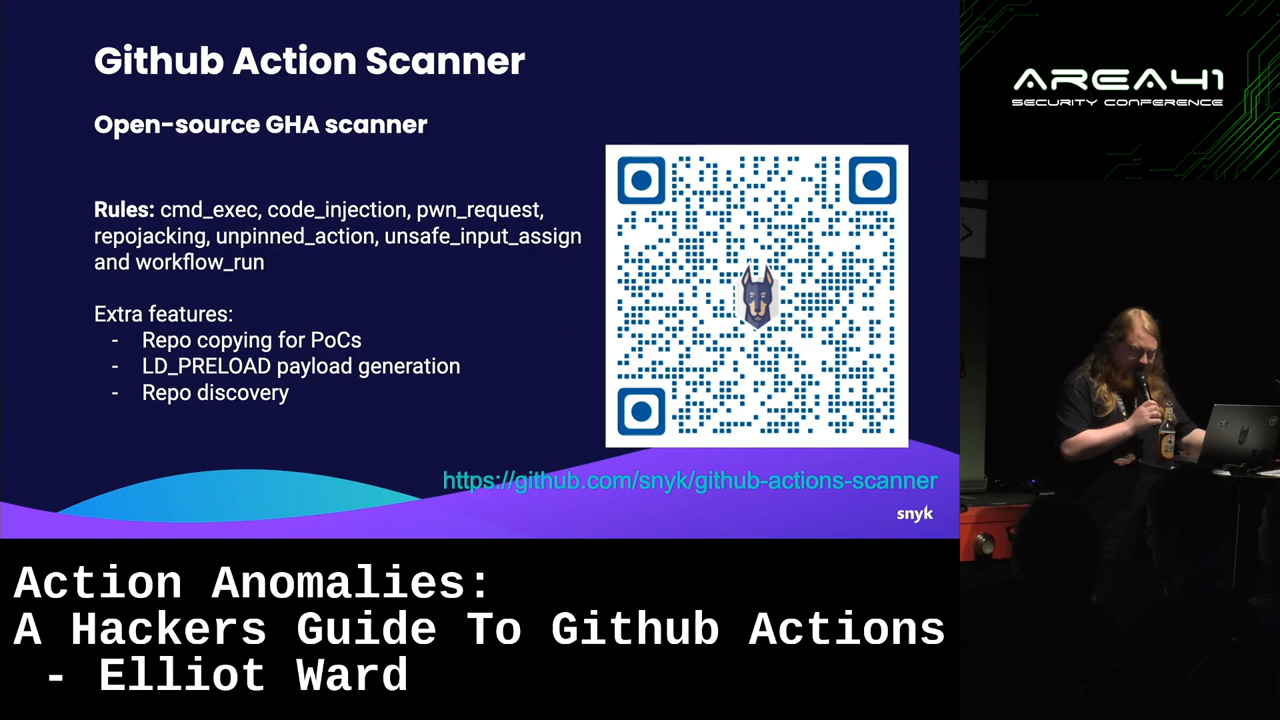 Github Action Scanner
Open-source GHA scanner
Rules: cmd_exec, code_injection, pwn_request,
repojacking, unpinned_action, unsafe_input_assign
and workflow_run
Extra features:
- Repo copying for PoCs
- LD_PRELOAD payload generation
- Repo discovery
https://github.com/snyk/github-actions-scanner
snyk
AREA41
SECURITY CONFERENCE
Action Anomalies:
A Hackers Guide To Github Actions
- Elliot Ward